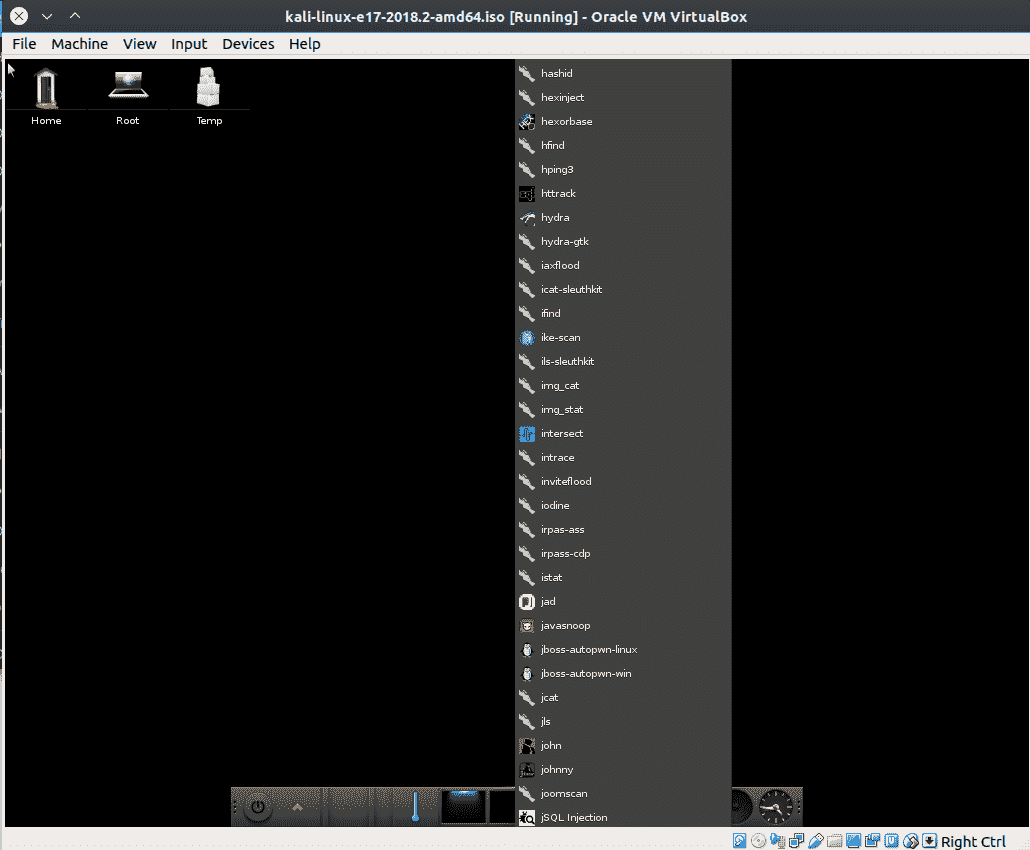 kali-linux-e17-2018.2-amd64.iso [Running] - Oracle VM VirtualBox
File Machine View Input Devices Help
Home Root Temp
hashid
hexinject
hexorbase
hfind
hping3
httrack
hydra
hydra-gtk
iaxflood
icat-sleuthkit
ifind
ike-scan
ils-sleuthkit
img_cat
img_stat
intersect
intrace
inviteflood
iodine
irpas-ass
irpass-cdp
istat
jad
javasnoop
jboss-autopwn-linux
jboss-autopwn-win
jcat
jls
john
johnny
joomscan
jSQL Injection
Right Ctrl